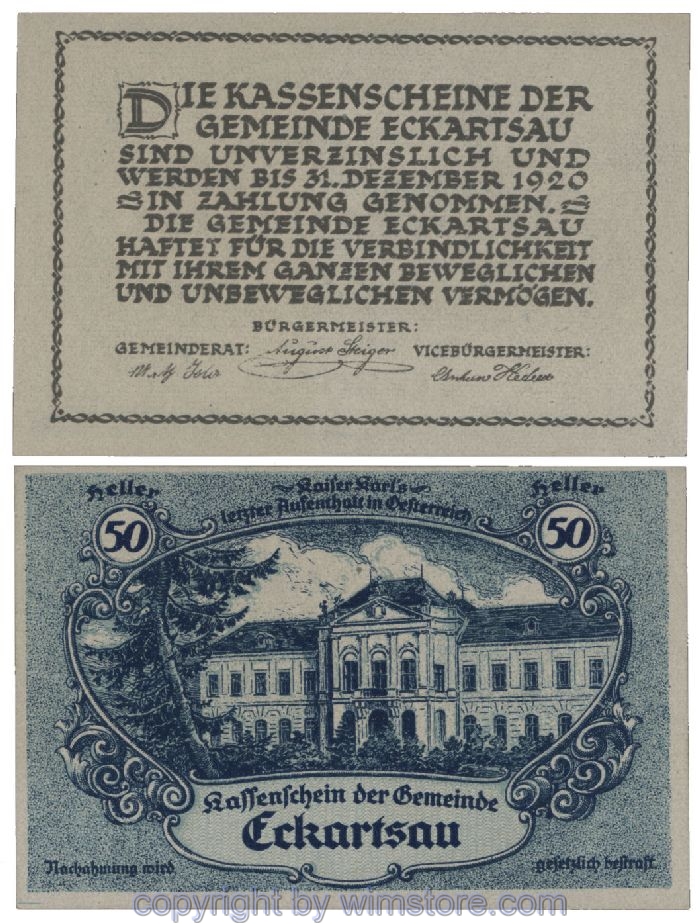 DIE KASSENSCHEINE DER
GEMEINDE ECKARTSAU
SIND UNVERZINSLICH UND
WERDEN BIS 31. DEZEMBER 1920
IN ZAHLUNG GENOMMEN.
DIE GEMEINDE ECKARTSAU
HAFTET FÜR DIE VERBINDLICHKEIT
MIT IHREM GANZEN BEWEGLICHEN
UND UNBEWEGLICHEN VERMÖGEN.
BÜRGERMEISTER:
GEMEINDERAT: August Steiger VICEBÜRGERMEISTER:
Heller Kaiser Karls Heller
letzter Aufenthalt in Oesterreich
50 50
Kassenschein der Gemeinde
Eckartsau
Nachahmung wird gesetzlich bestraft
copyright by wimstore.com